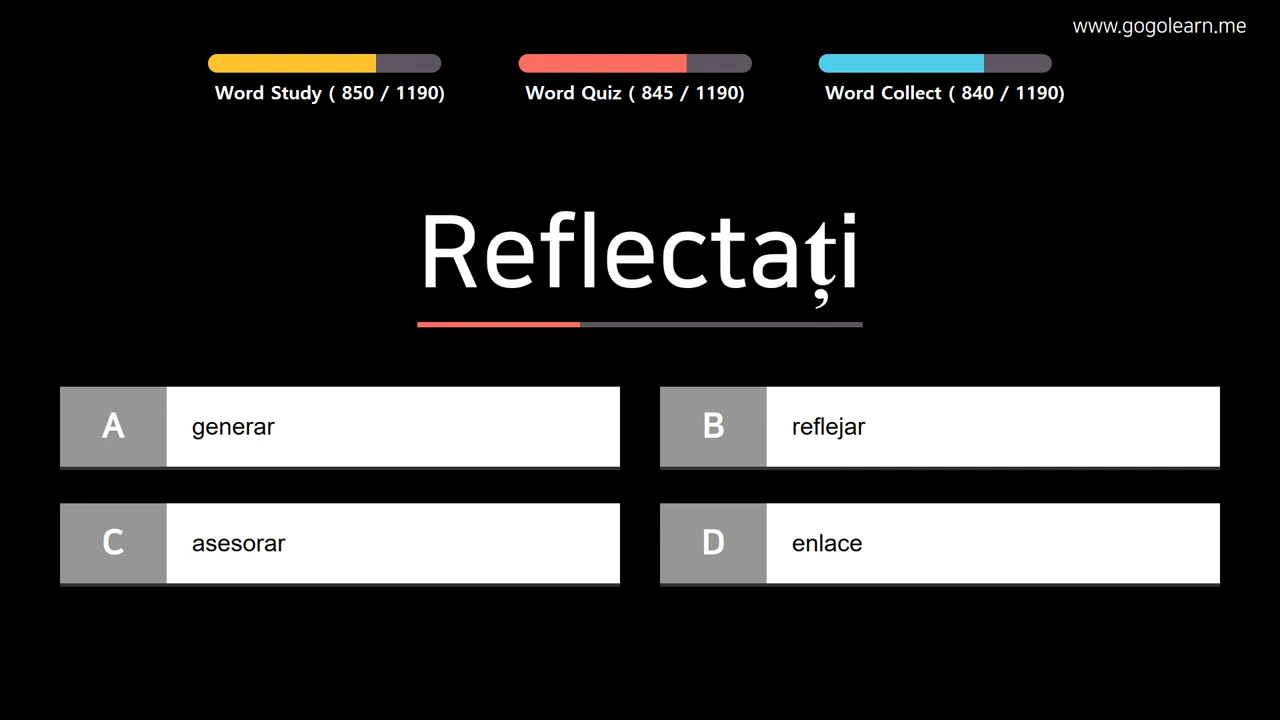 www.gogolearn.me
Word Study ( 850 / 1190)
Word Quiz ( 845 / 1190)
Word Collect ( 840 / 1190)
Reflectați
A generar
B reflejar
C asesorar
D enlace